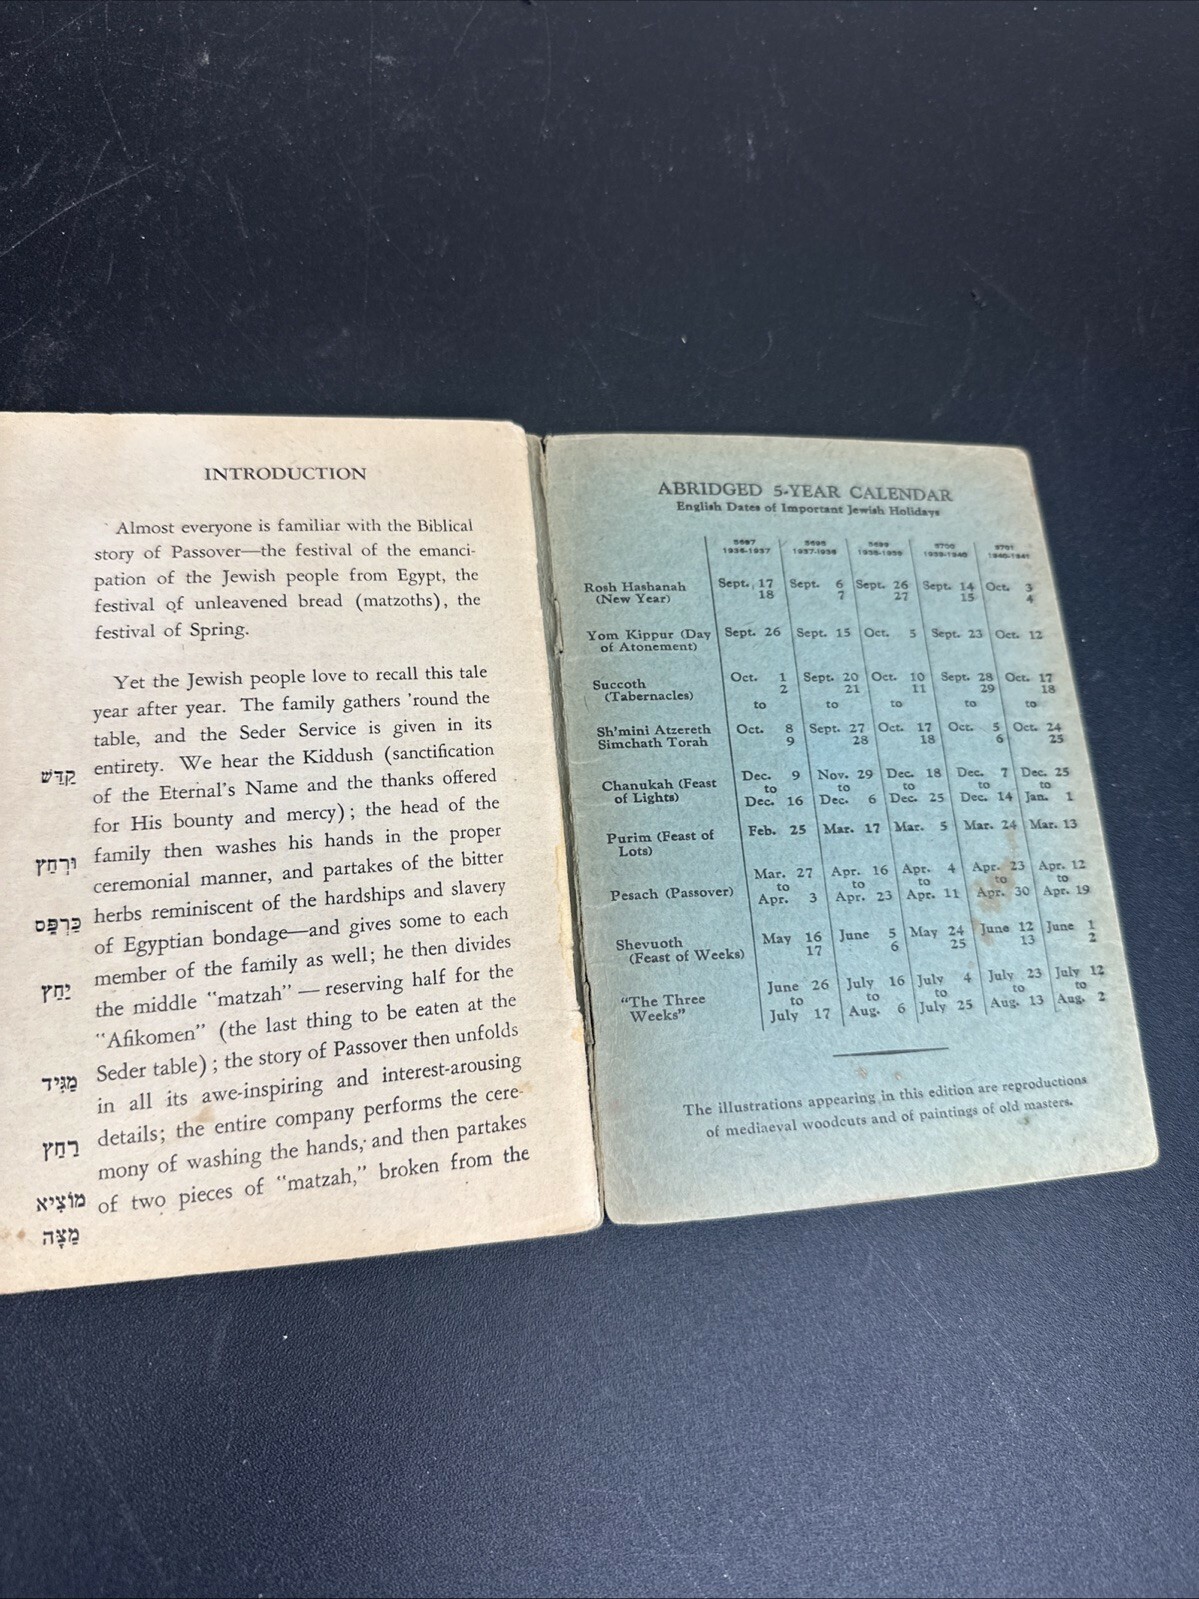 INTRODUCTION
Almost everyone is familiar with the Biblical
story of Passover—the festival of the emanci-
pation of the Jewish people from Egypt, the
festival of unleavened bread (matzoths), the
festival of Spring.
Yet the Jewish people love to recall this tale
year after year. The family gathers 'round the
table, and the Seder Service is given in its
קַדֵּשׁ entirety. We hear the Kiddush (sanctification
of the Eternal's Name and the thanks offered
for His bounty and mercy); the head of the
וּרְחַץ family then washes his hands in the proper
ceremonial manner, and partakes of the bitter
כַּרְפַּס herbs reminiscent of the hardships and slavery
of Egyptian bondage—and gives some to each
member of the family as well; he then divides
יַחַץ the middle "matzah" — reserving half for the
"Afikomen" (the last thing to be eaten at the
Seder table); the story of Passover then unfolds
מַגִּיד in all its awe-inspiring and interest-arousing
details; the entire company performs the cere-
רַחַץ mony of washing the hands, and then partakes
מוֹצִיא of two pieces of "matzah," broken from the
מַצָּה
ABRIDGED 5-YEAR CALENDAR
English Dates of Important Jewish Holidays
5697 5698 5699 5700 5701
1936-1937 1937-1938 1938-1939 1939-1940 1940-1941
Rosh Hashanah Sept. 17 Sept. 6 Sept. 26 Sept. 14 Oct. 3
(New Year) 18 7 27 15 4
Yom Kippur (Day Sept. 26 Sept. 15 Oct. 5 Sept. 23 Oct. 12
of Atonement)
Succoth Oct. 1 Sept. 20 Oct. 10 Sept. 28 Oct. 17
(Tabernacles) 2 21 11 29 18
to to to to to
Sh'mini Atzereth Oct. 8 Sept. 27 Oct. 17 Oct. 5 Oct. 24
Simchath Torah 9 28 18 6 25
Chanukah (Feast Dec. 9 Nov. 29 Dec. 18 Dec. 7 Dec. 25
to to to to to
of Lights) Dec. 16 Dec. 6 Dec. 25 Dec. 14 Jan. 1
Purim (Feast of Feb. 25 Mar. 17 Mar. 5 Mar. 24 Mar. 13
Lots)
Mar. 27 Apr. 16 Apr. 4 Apr. 23 Apr. 12
Pesach (Passover) to to to to to
Apr. 3 Apr. 23 Apr. 11 Apr. 30 Apr. 19
Shevuoth May 16 June 5 May 24 June 12 June 1
(Feast of Weeks) 17 6 25 13 2
June 26 July 16 July 4 July 23 July 12
"The Three to to to to to
Weeks" July 17 Aug. 6 July 25 Aug. 13 Aug. 2
The illustrations appearing in this edition are reproductions
of mediaeval woodcuts and of paintings of old masters.